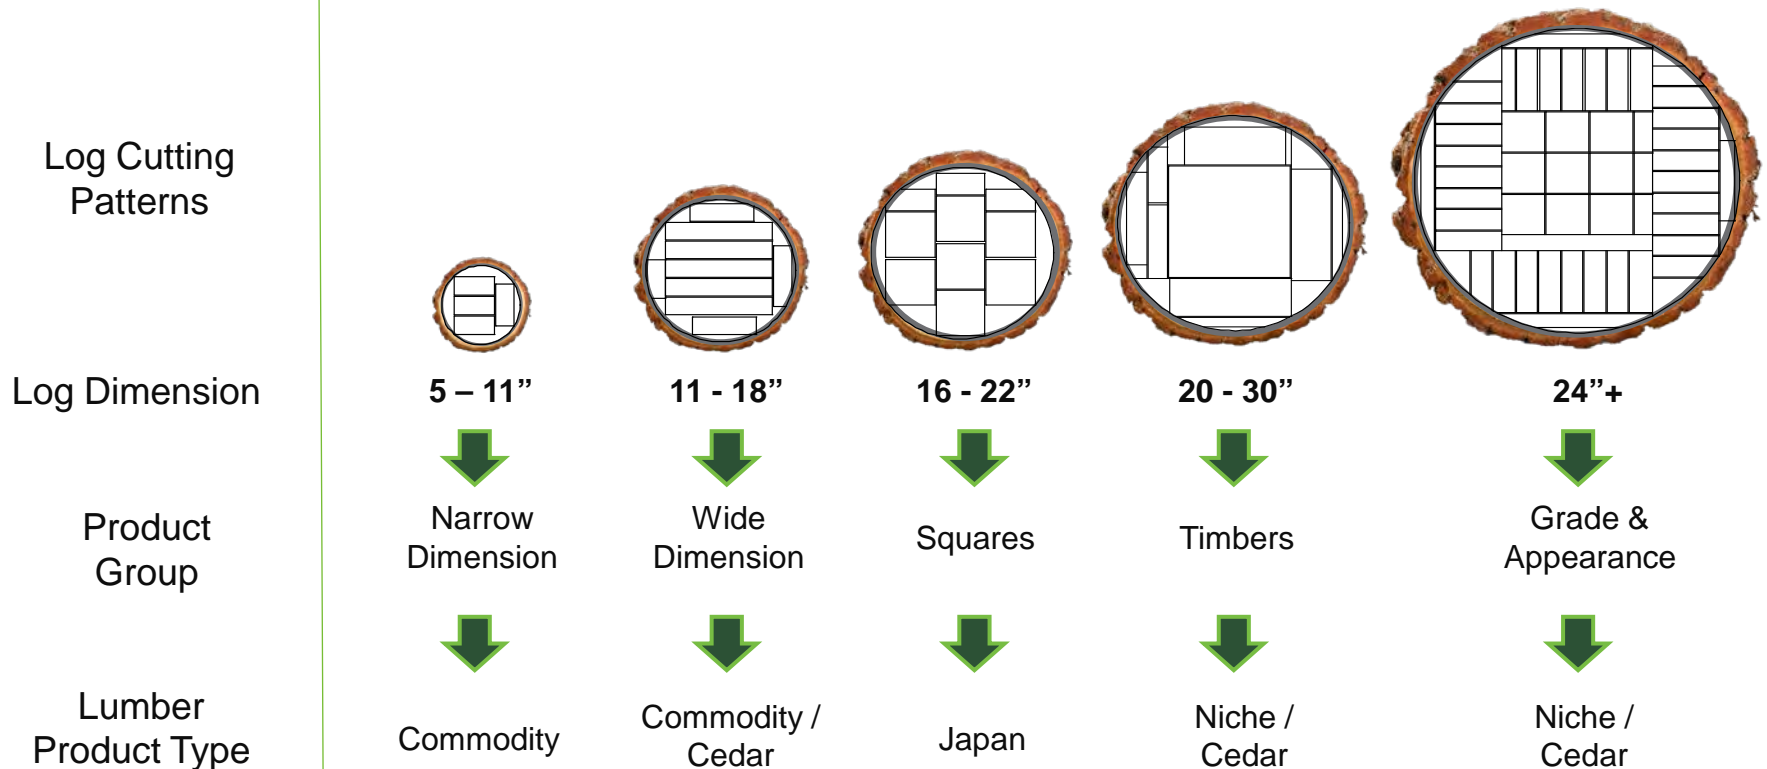 Log Cutting
Patterns
Log Dimension
5 – 11”
11 - 18”
16 - 22”
20 - 30”
24”+
Product
Group
Narrow
Dimension
Wide
Dimension
Squares
Timbers
Grade &
Appearance
Lumber
Product Type
Commodity
Commodity /
Cedar
Japan
Niche /
Cedar
Niche /
Cedar